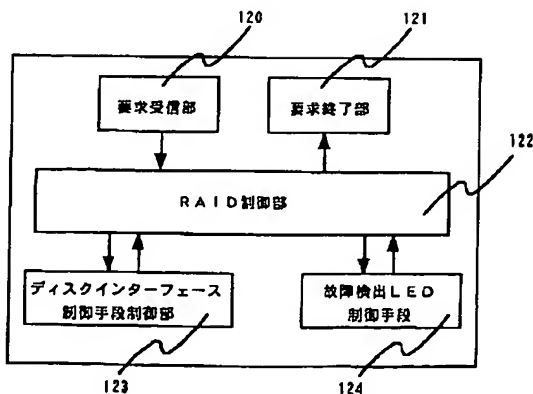 120
121
要求受信部
要求終了部
122
RAID制御部
ディスクインターフェース
制御手段制御部
故障検出LED
制御手段
123
124